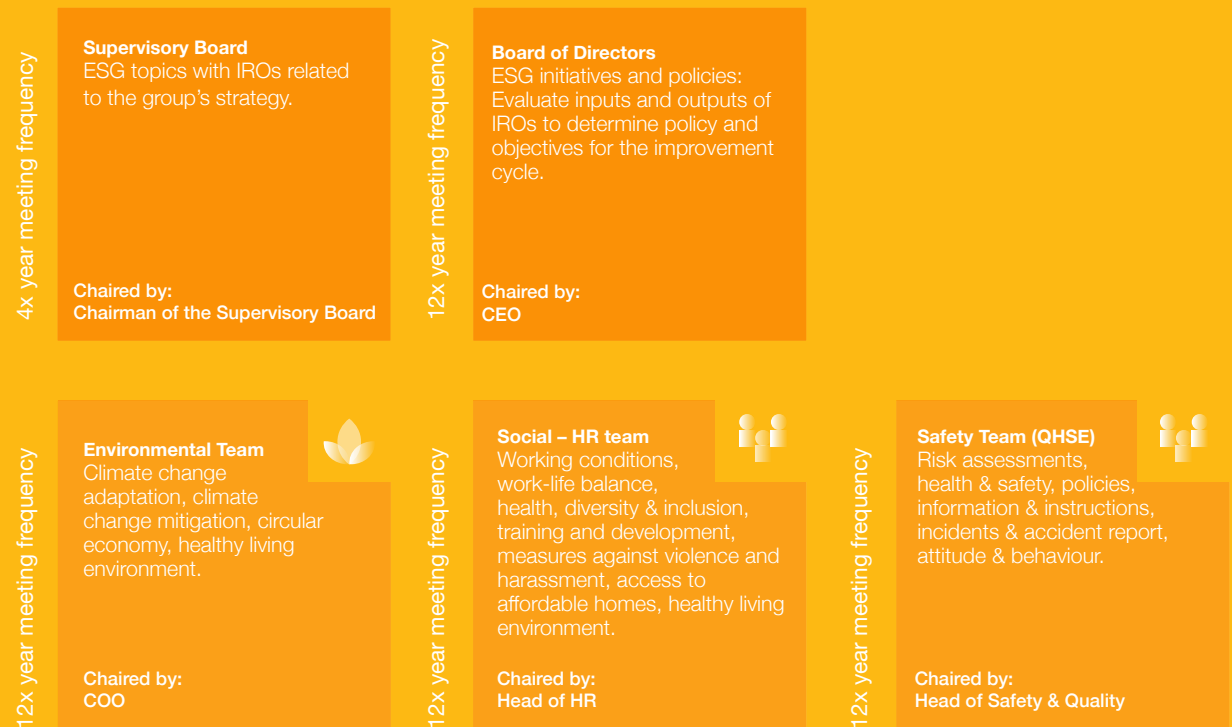 4x year meeting frequency
Supervisory Board
ESG topics with IROs related
to the group’s strategy.
Chaired by:
Chairman of the Supervisory Board
12x year meeting frequency
Board of Directors
ESG initiatives and policies:
Evaluate inputs and outputs of
IROs to determine policy and
objectives for the improvement
cycle.
Chaired by:
CEO
12x year meeting frequency
Environmental Team
Climate change
adaptation, climate
change mitigation, circular
economy, healthy living
environment.
Chaired by:
COO
12x year meeting frequency
Social – HR team
Working conditions,
work-life balance,
health, diversity & inclusion,
training and development,
measures against violence and
harassment, access to
affordable homes, healthy living
environment.
Chaired by:
Head of HR
12x year meeting frequency
Safety Team (QHSE)
Risk assessments,
health & safety, policies,
information & instructions,
incidents & accident report,
attitude & behaviour.
Chaired by:
Head of Safety & Quality